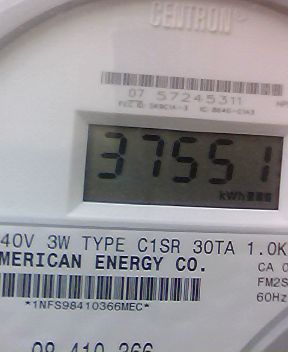 CENTRON
07 57245311
37551
kWh
40V 3W TYPE C1SR 30TA 1.0K
MERICAN ENERGY CO.
CA 0
FM2S
60Hz
*1NFS98410366MEC*
98 410 366